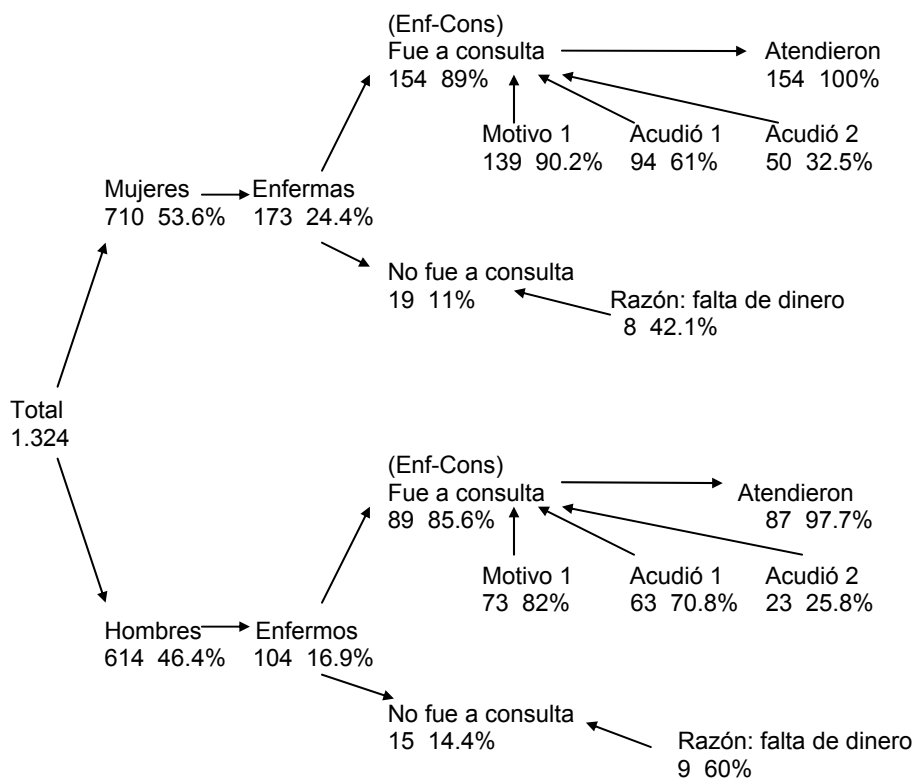 (Enf-Cons)
Fue a consulta
154 89%
Atendieron
154 100%
Motivo 1
139 90.2%
Acudió 1
94 61%
Acudió 2
50 32.5%
Mujeres
710 53.6%
Enfermas
173 24.4%
No fue a consulta
19 11%
Razón: falta de dinero
8 42.1%
Total
1.324
(Enf-Cons)
Fue a consulta
89 85.6%
Atendieron
87 97.7%
Motivo 1
73 82%
Acudió 1
63 70.8%
Acudió 2
23 25.8%
Hombres
614 46.4%
Enfermos
104 16.9%
No fue a consulta
15 14.4%
Razón: falta de dinero
9 60%